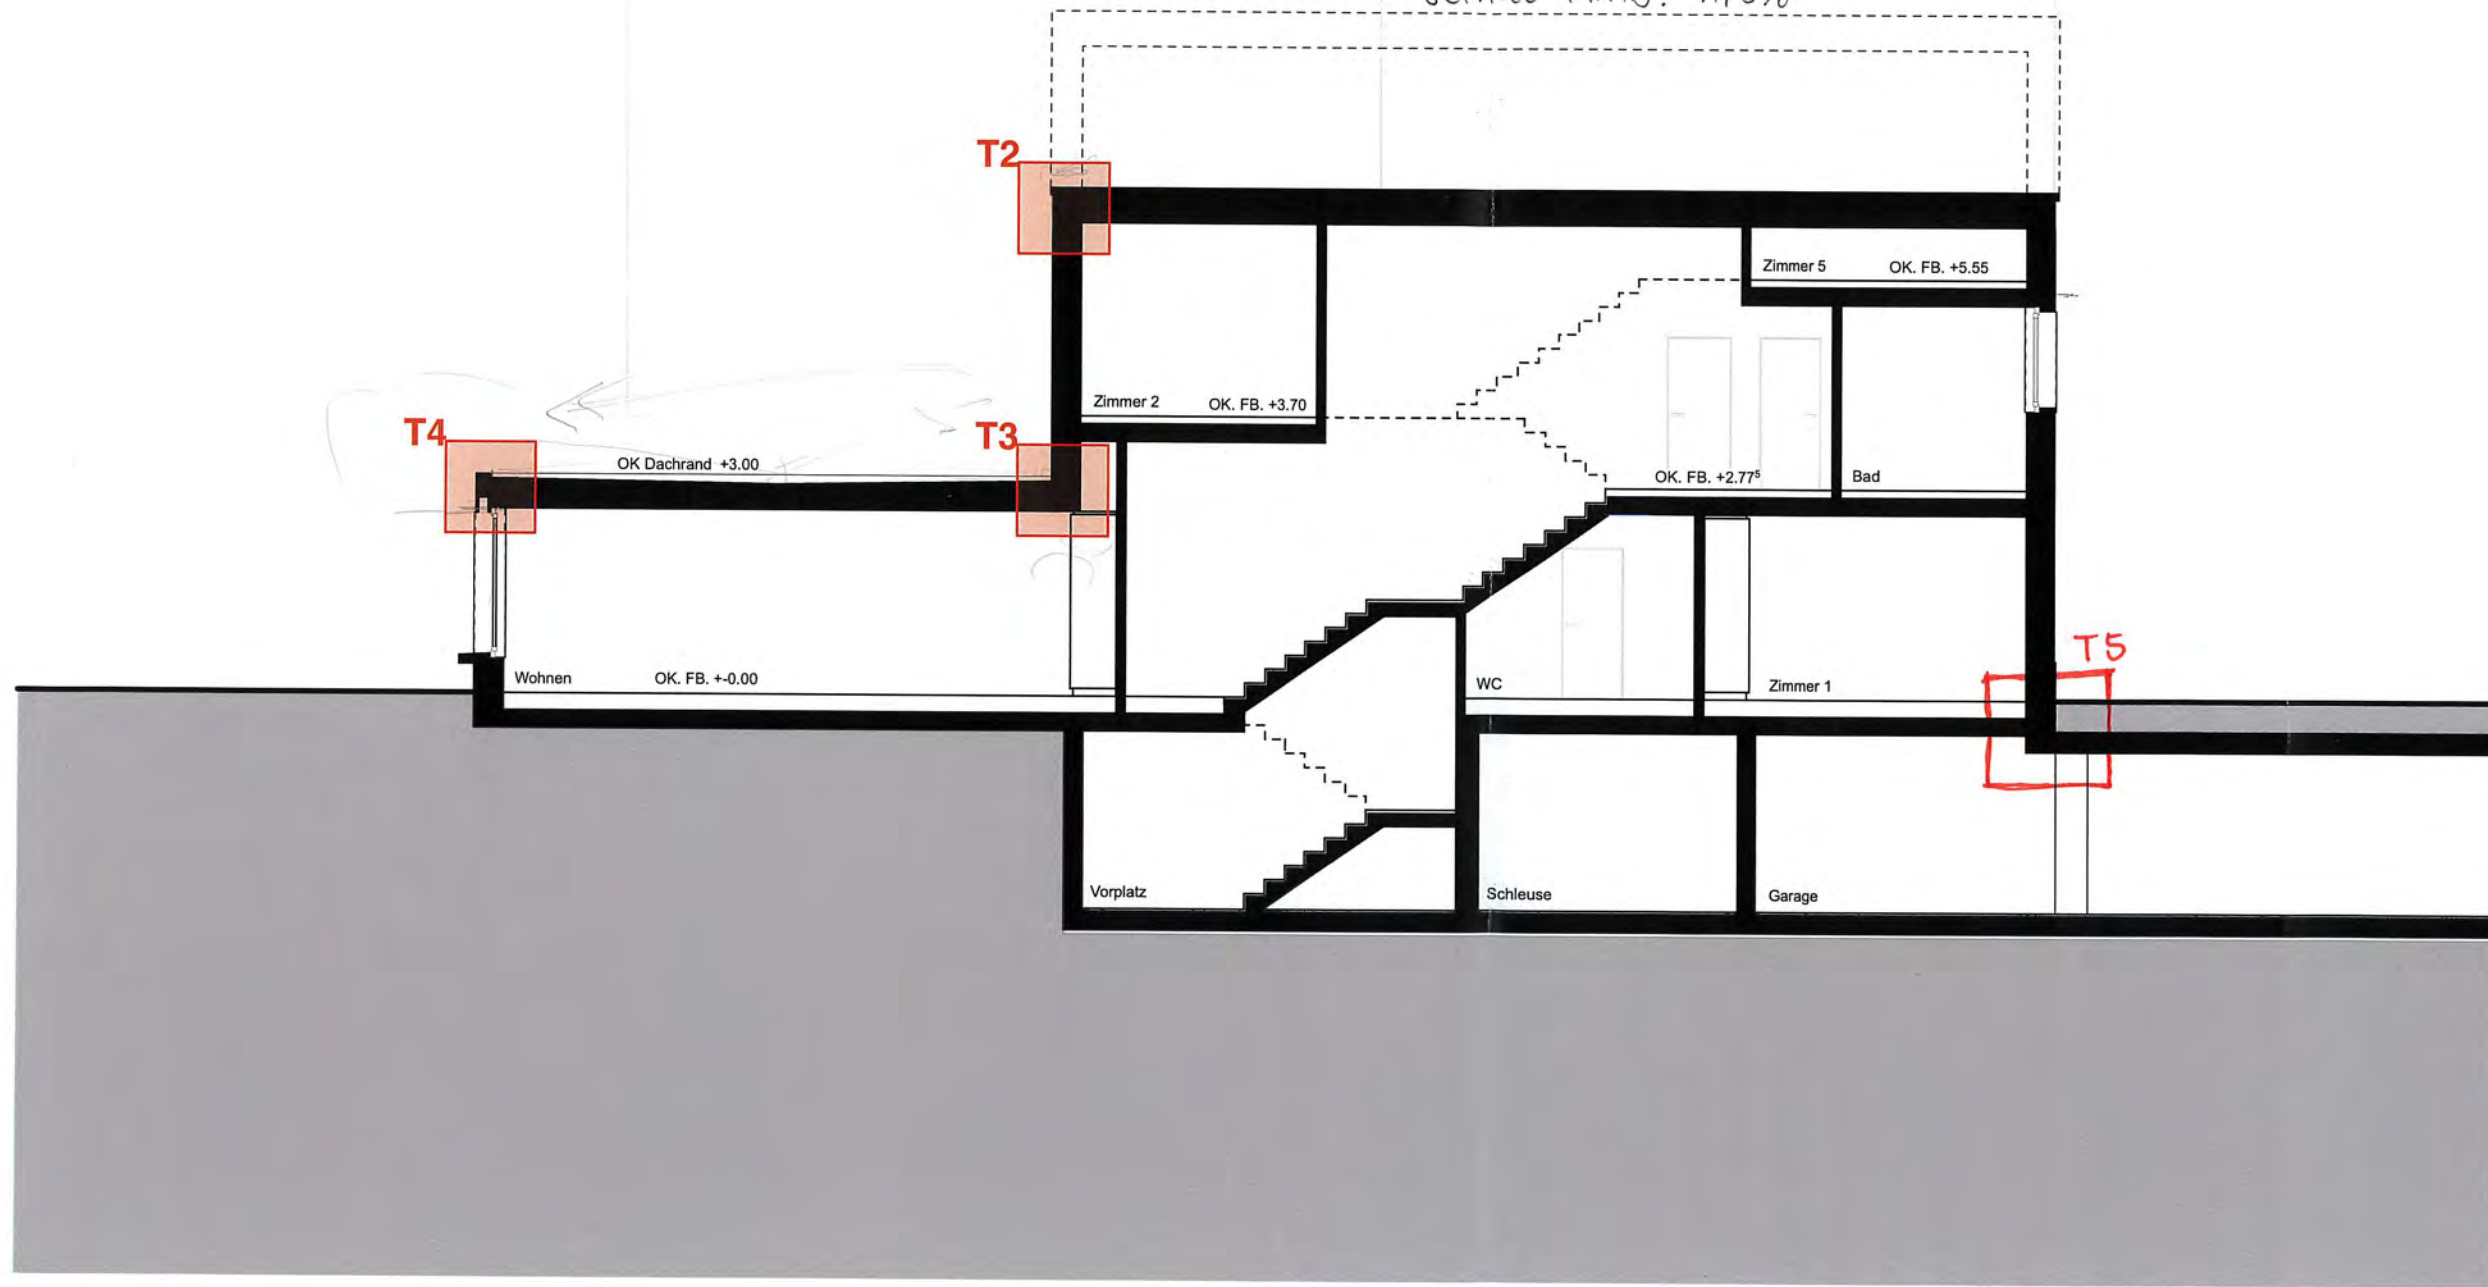 T2
Zimmer 5 OK. FB. +5.55
Zimmer 2 OK. FB. +3.70
T4
T3
OK Dachrand +3.00
OK. FB. +2.77⁵ Bad
T5
Wohnen OK. FB. +-0.00
WC
Zimmer 1
Vorplatz
Schleuse
Garage